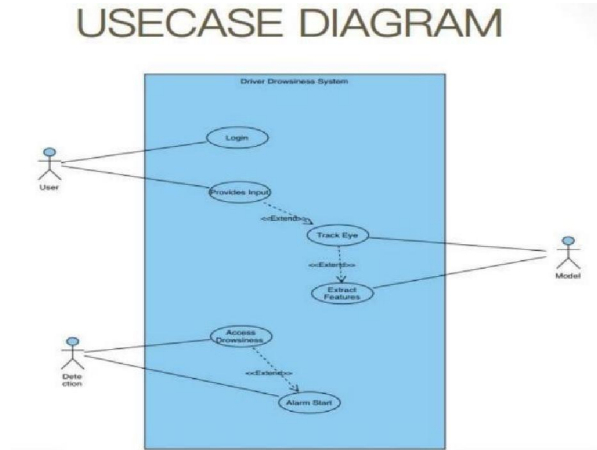 USECASE DIAGRAM
Driver Drowsiness System
Login
User
Provides Input
<<Extend>>
Track Eye
<<Extend>>
Model
Extract
Features
Access
Drowsiness
Dete
ction
<<Extend>>
Alarm Start